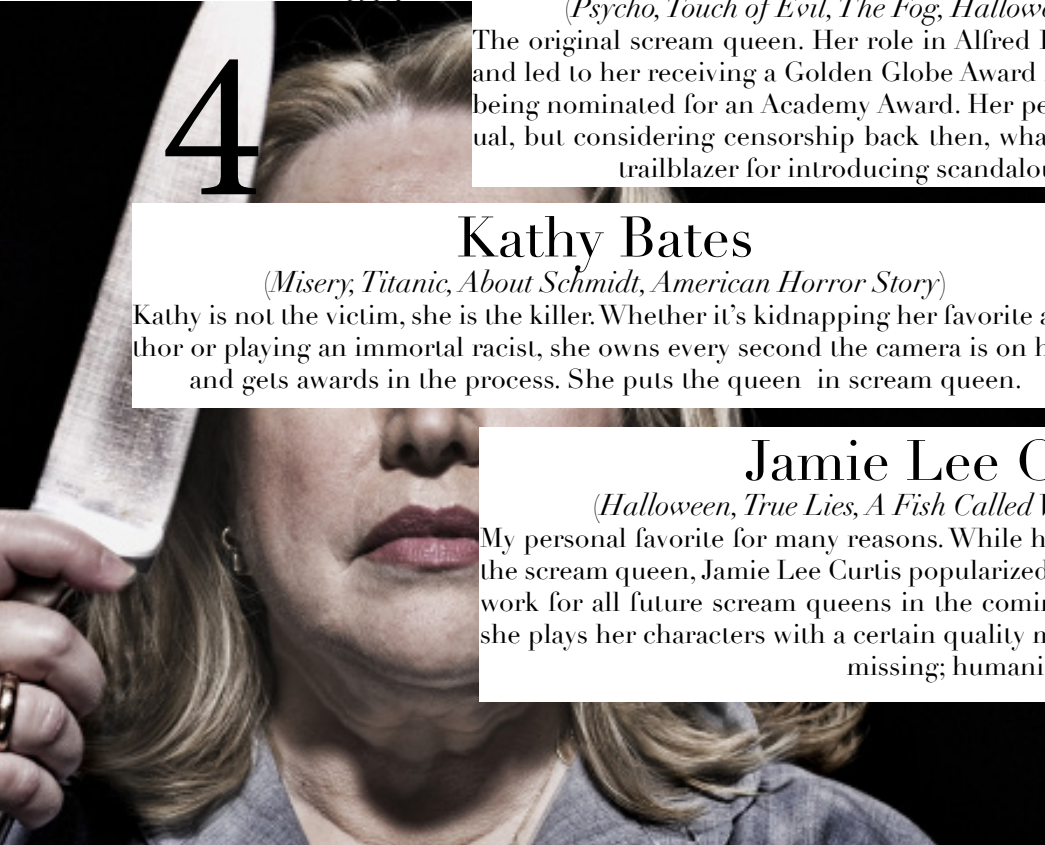 (Psycho, Touch of Evil, The Fog,
The original scream queen. Her role in Alfred
and led to her receiving a Golden Globe Award
being nominated for an Academy Award. Her
ual, but considering censorship back then,
trailblazer for introducing
4
Kathy Bates
(Misery, Titanic, About Schmidt, American Horror Story)
Kathy is not the victim, she is the killer. Whether it’s kidnapping her favorite
thor or playing an immortal racist, she owns every second the camera is on
and gets awards in the process. She puts the queen in scream queen.
Jamie Lee
(Halloween, True Lies, A Fish Called
My personal favorite for many reasons. While
the scream queen, Jamie Lee Curtis popularized
work for all future scream queens in the
she plays her characters with a certain quality
missing;